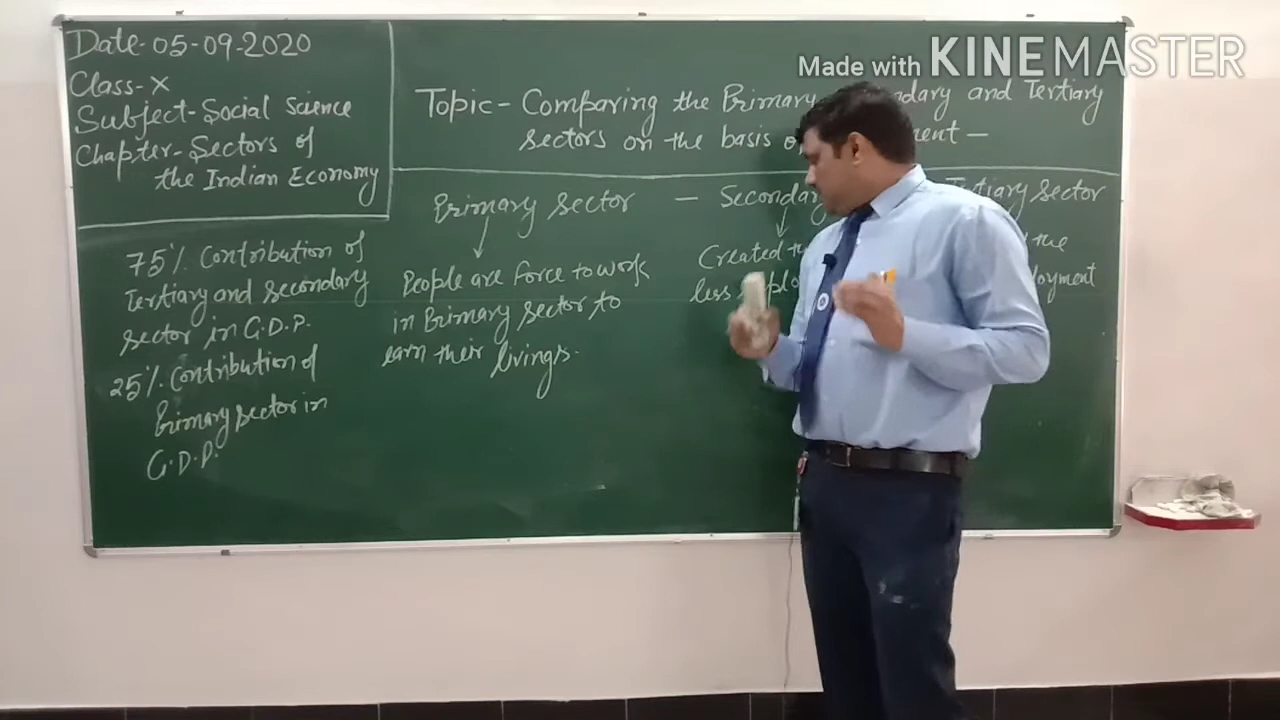 Made with KINEMASTER
Date-05-09-2020
Class-X
Subject-Social Science
Chapter-Sectors of
the Indian Economy
Topic-Comparing the Primary and Tertiary
sectors on the basis
Primary sector - Secondary Tertiary sector
75% Contribution of
Tertiary and secondary
sector in G.D.P.
25% Contribution of
Primary sector in
G.D.P.
People are force to work
in Primary sector to
earn their livings.
Created
less
the